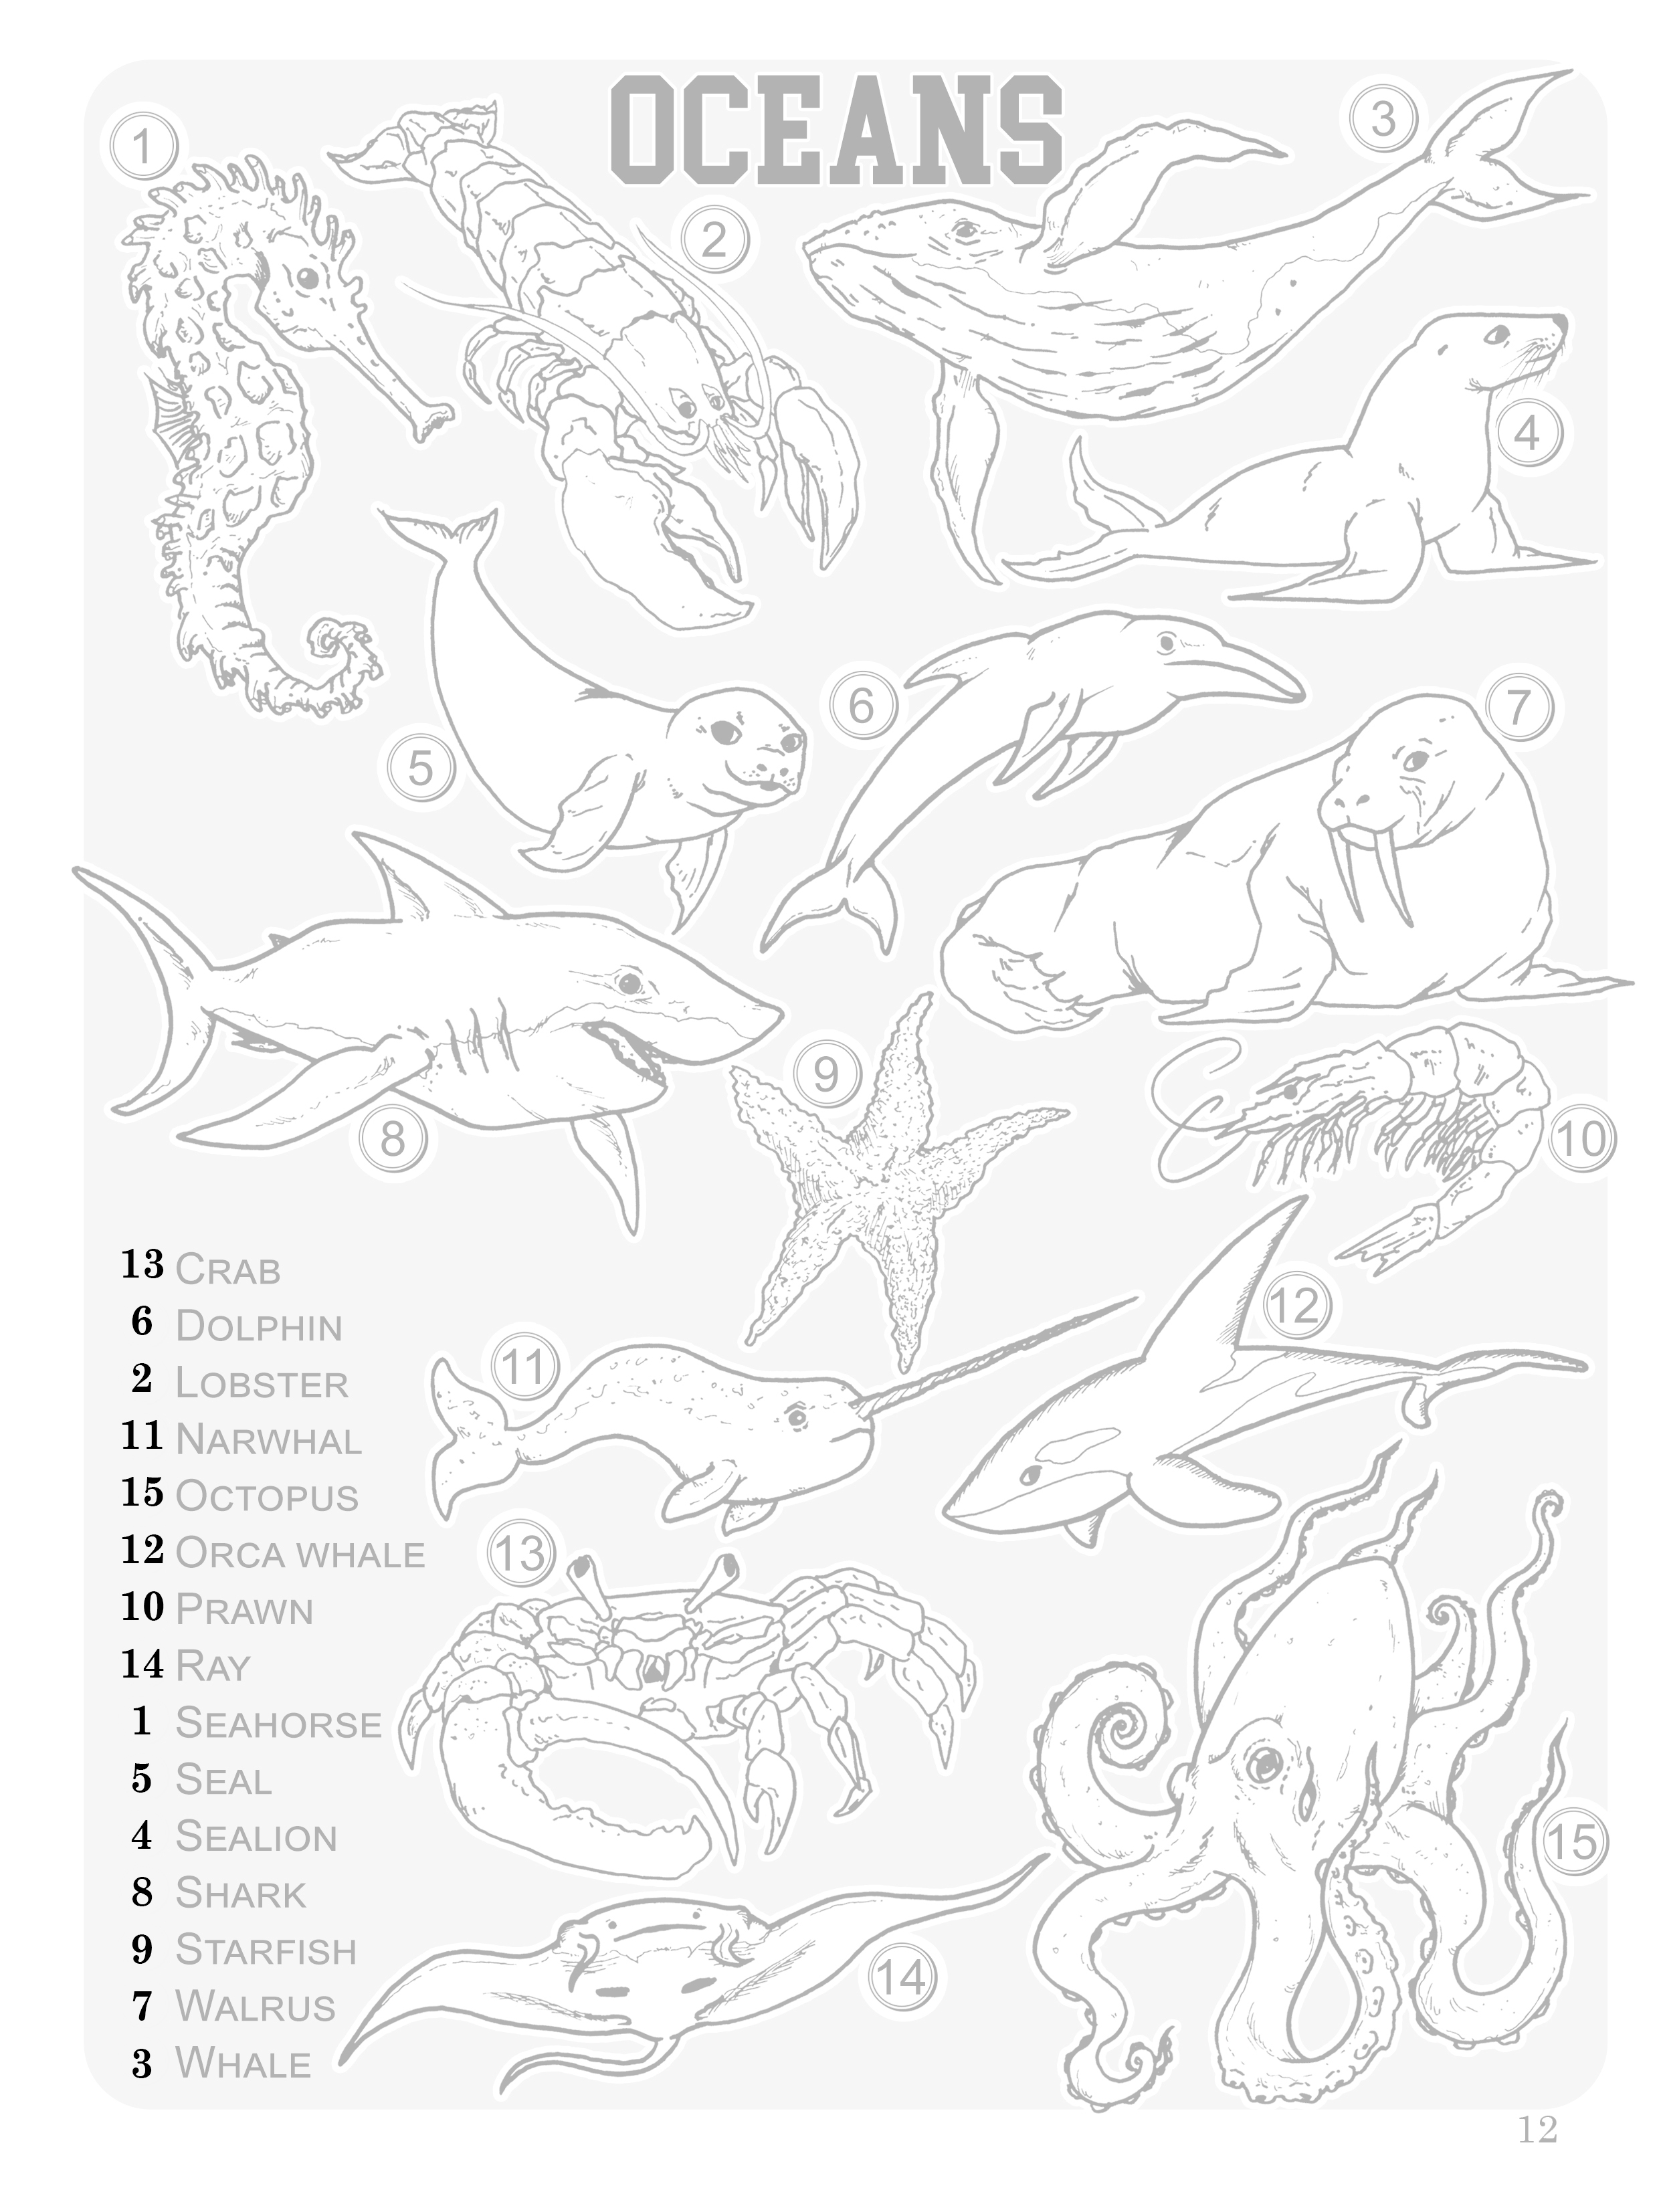 OCEANS
1
2
3
4
5
6
7
8
9
10
11
12
13
14
15
13 CRAB
6 DOLPHIN
2 LOBSTER
11 NARWHAL
15 OCTOPUS
12 ORCA WHALE
10 PRAWN
14 RAY
1 SEAHORSE
5 SEAL
4 SEALION
8 SHARK
9 STARFISH
7 WALRUS
3 WHALE
12